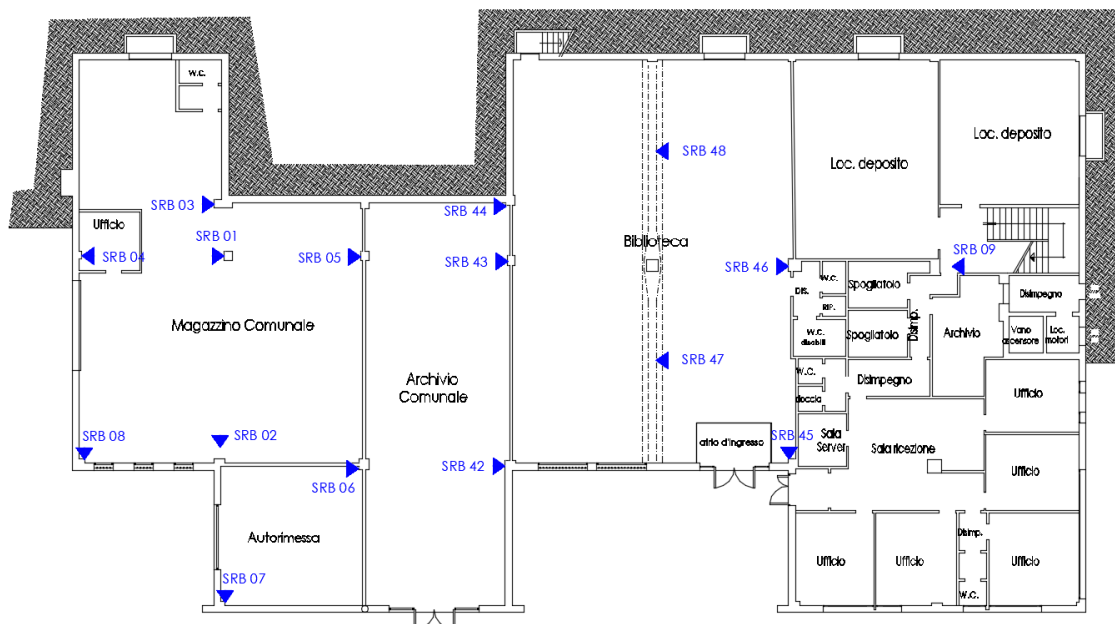 W.C.
SRB 48
Loc. deposito
Loc. deposito
SRB 03
SRB 44
Ufficio
SRB 01
Biblioteca
SRB 04
SRB 05
SRB 43
SRB 46
SRB 09
DIS.
W.C.
Spogliatoio
Disimpegno
RIP.
Magazzino Comunale
W.C.
disabili
Spogliatoio
Disimp.
Archivio
Vano
ascensore
Loc.
motori
SRB 47
W.C.
Disimpegno
Archivio
Comunale
doccia
Ufficio
SRB 08
SRB 02
atrio d'ingresso
SRB 45
Sala
Server
Sala ricezione
SRB 42
SRB 06
Ufficio
Autorimessa
Disimp.
Ufficio
Ufficio
Ufficio
SRB 07
W.C.